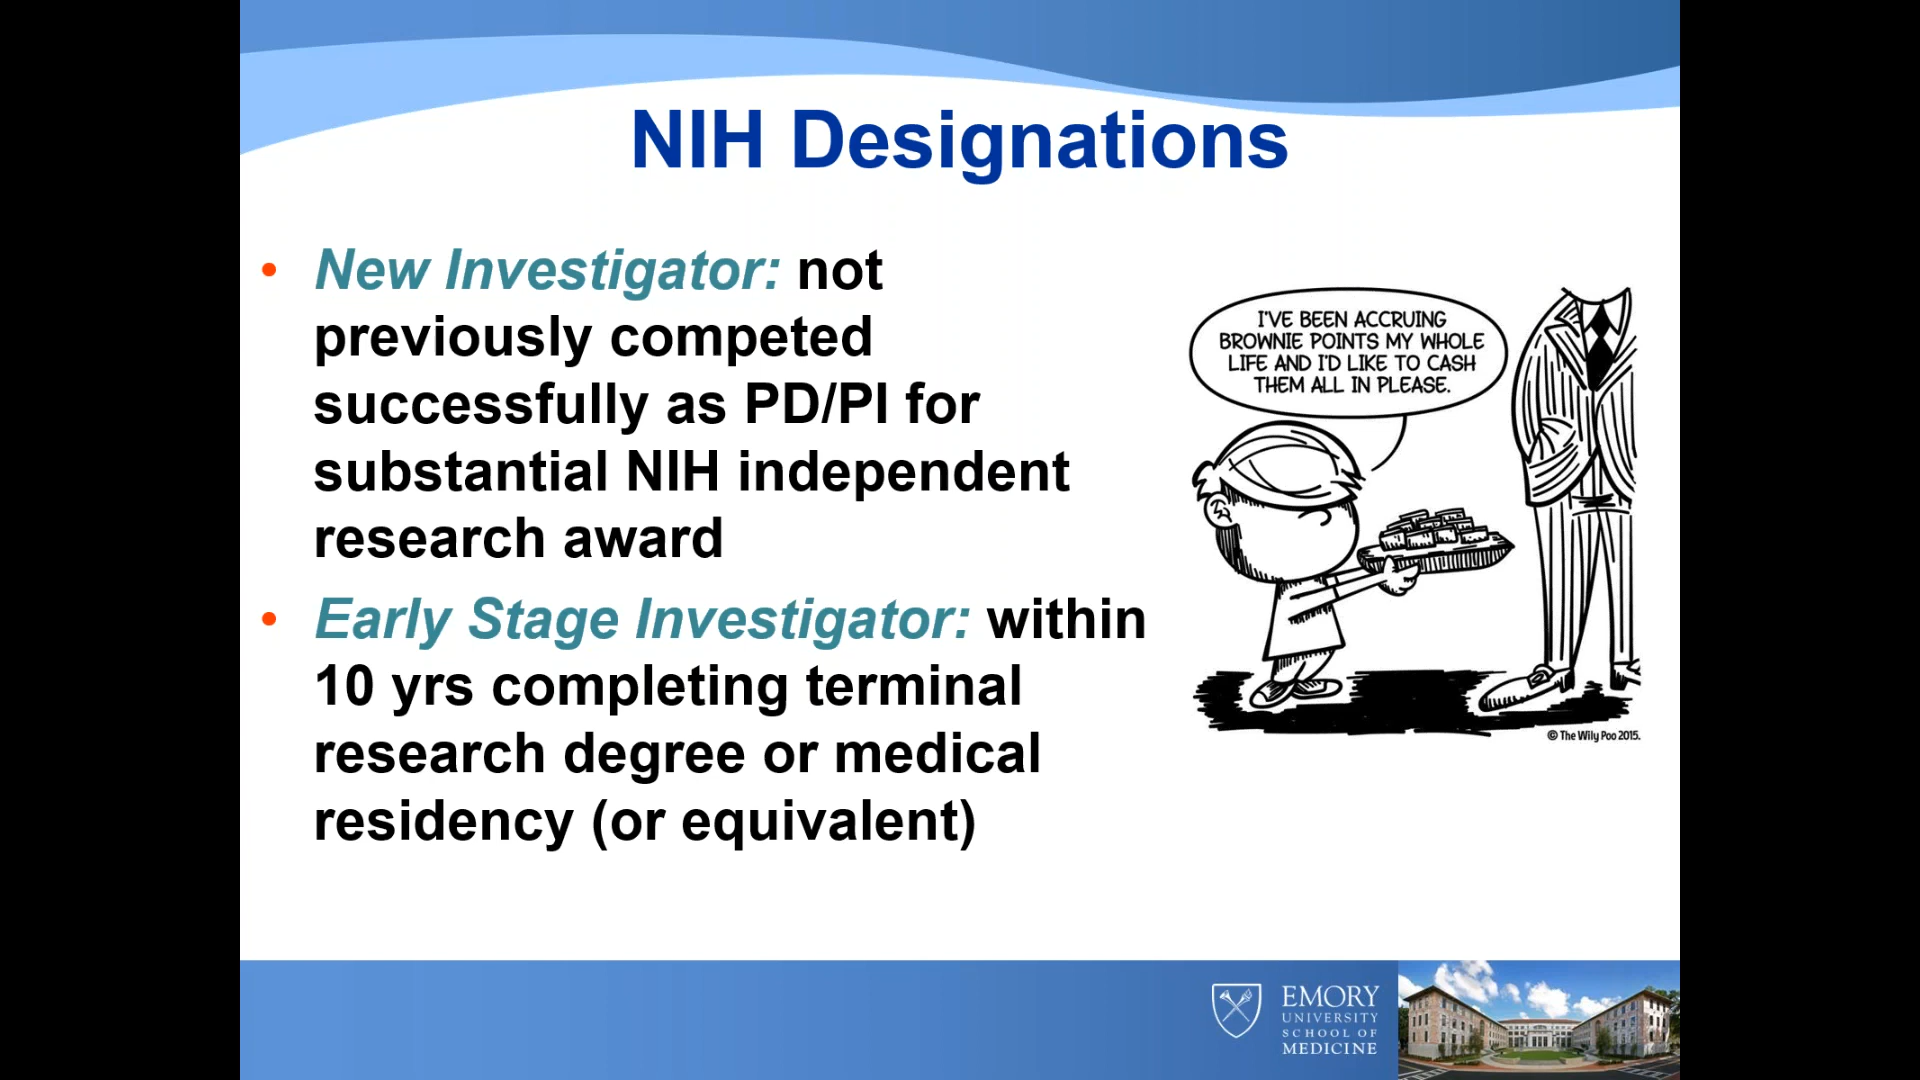 NIH Designations
• New Investigator: not
previously competed
successfully as PD/PI for
substantial NIH independent
research award
• Early Stage Investigator: within
10 yrs completing terminal
research degree or medical
residency (or equivalent)
I'VE BEEN ACCRUING
BROWNIE POINTS MY WHOLE
LIFE AND I'D LIKE TO CASH
THEM ALL IN PLEASE.
© The Wily Poo 2015.
EMORY
UNIVERSITY
SCHOOL OF
MEDICINE